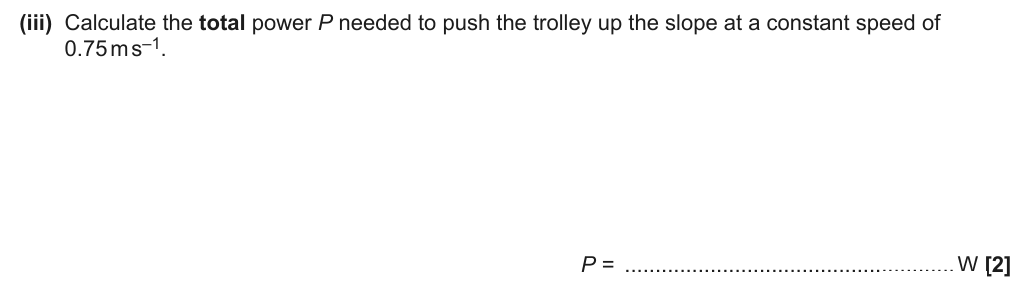 (iii) Calculate the total power P needed to push the trolley up the slope at a constant speed of
0.75 m s⁻¹.
P = ...................................................... W [2]